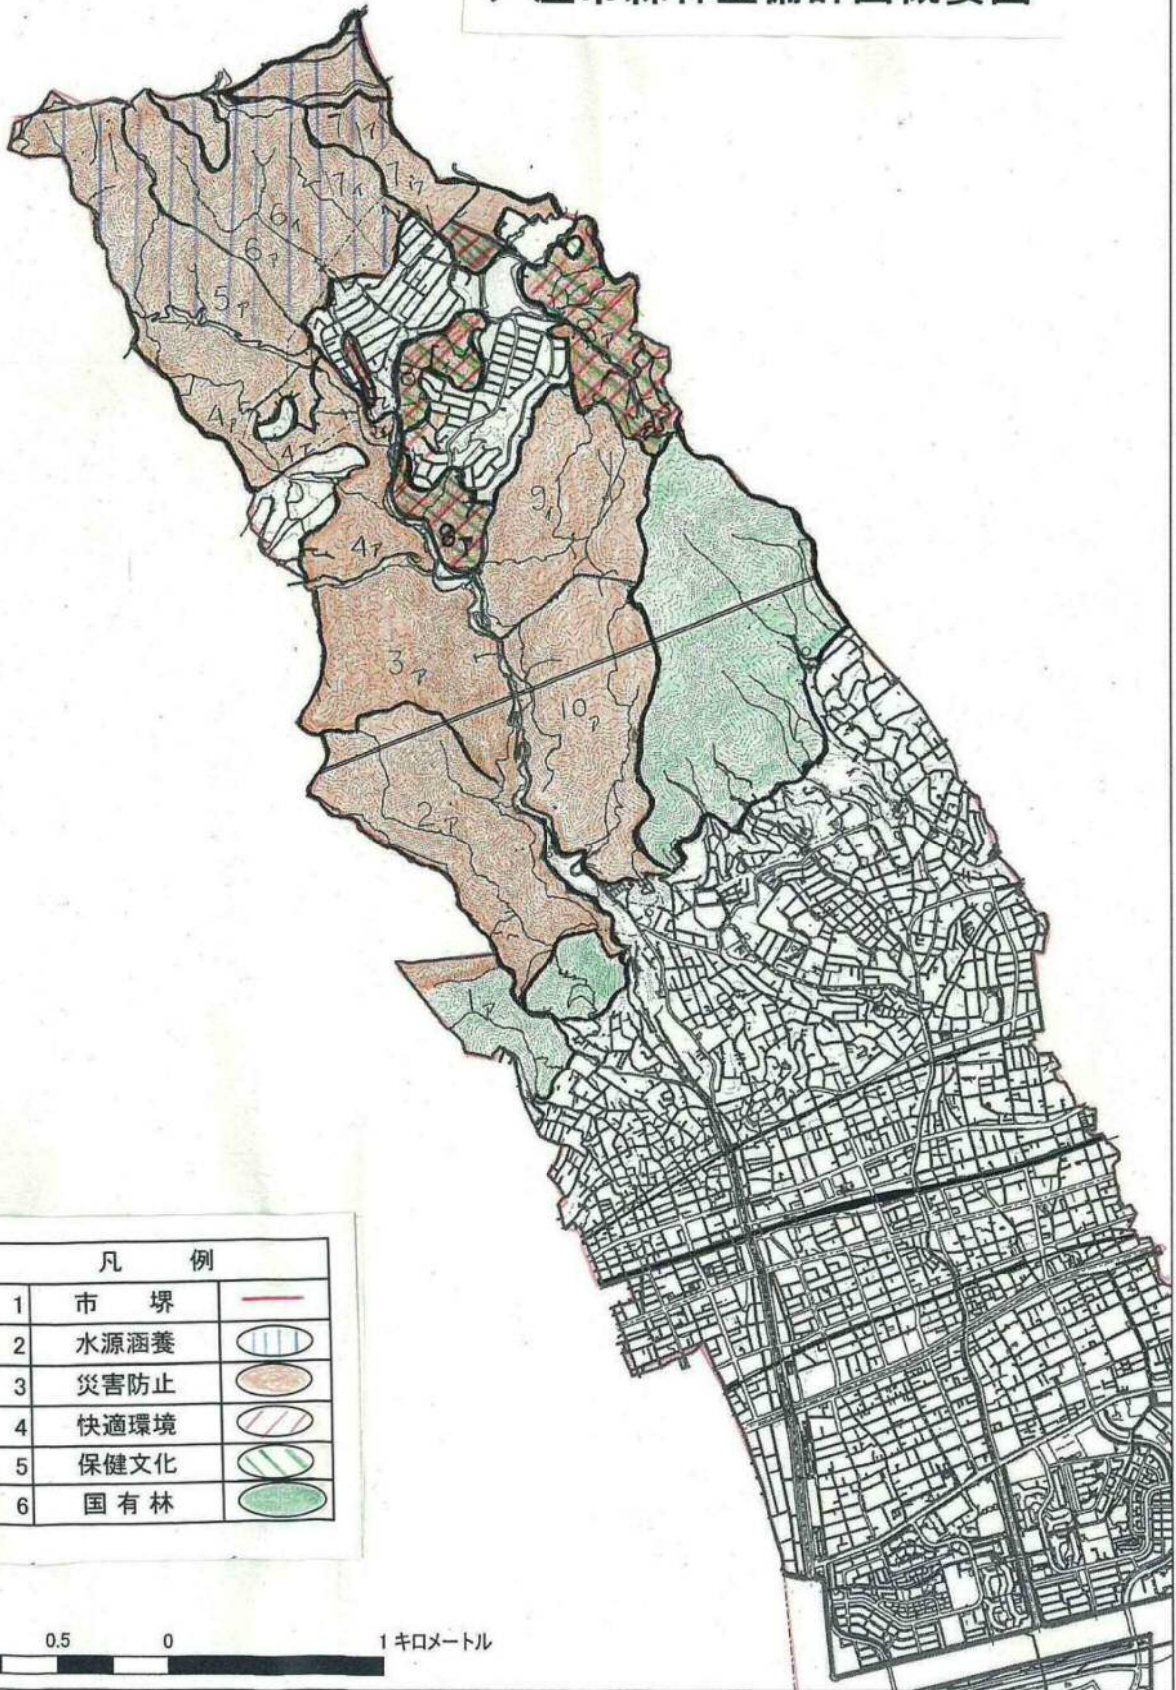 7イ
7イ
7ウ
6イ
6ア
5ア
4ア
4ア
4ア
9イ
8ア
3ア
10ア
2ア
1ア
凡 例
1 市 堺
2 水源涵養
3 災害防止
4 快適環境
5 保健文化
6 国有林
0.5 0 1 キロメートル